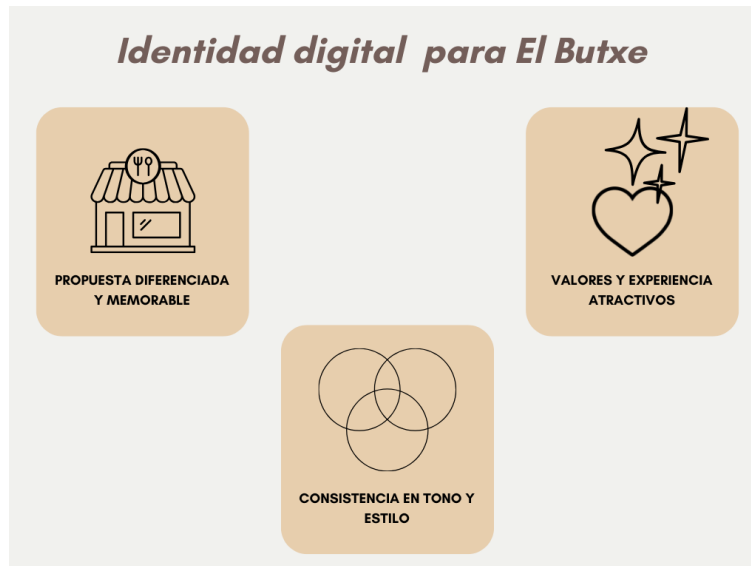 Identidad digital para El Butxe
PROPUESTA DIFERENCIADA
Y MEMORABLE
VALORES Y EXPERIENCIA
ATRACTIVOS
CONSISTENCIA EN TONO Y
ESTILO